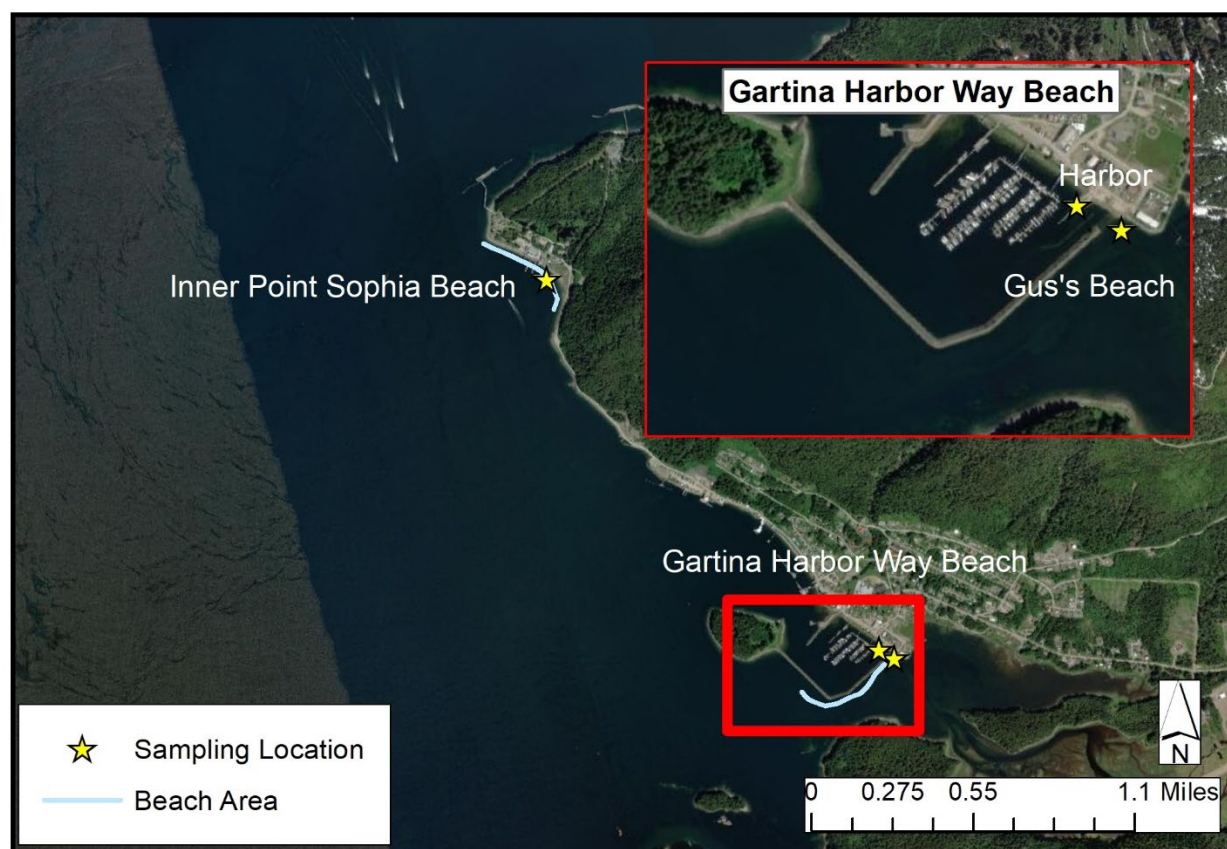 Gartina Harbor Way Beach
Harbor
Gus's Beach
Inner Point Sophia Beach
Gartina Harbor Way Beach
Sampling Location
Beach Area
N
0 0.275 0.55 1.1 Miles